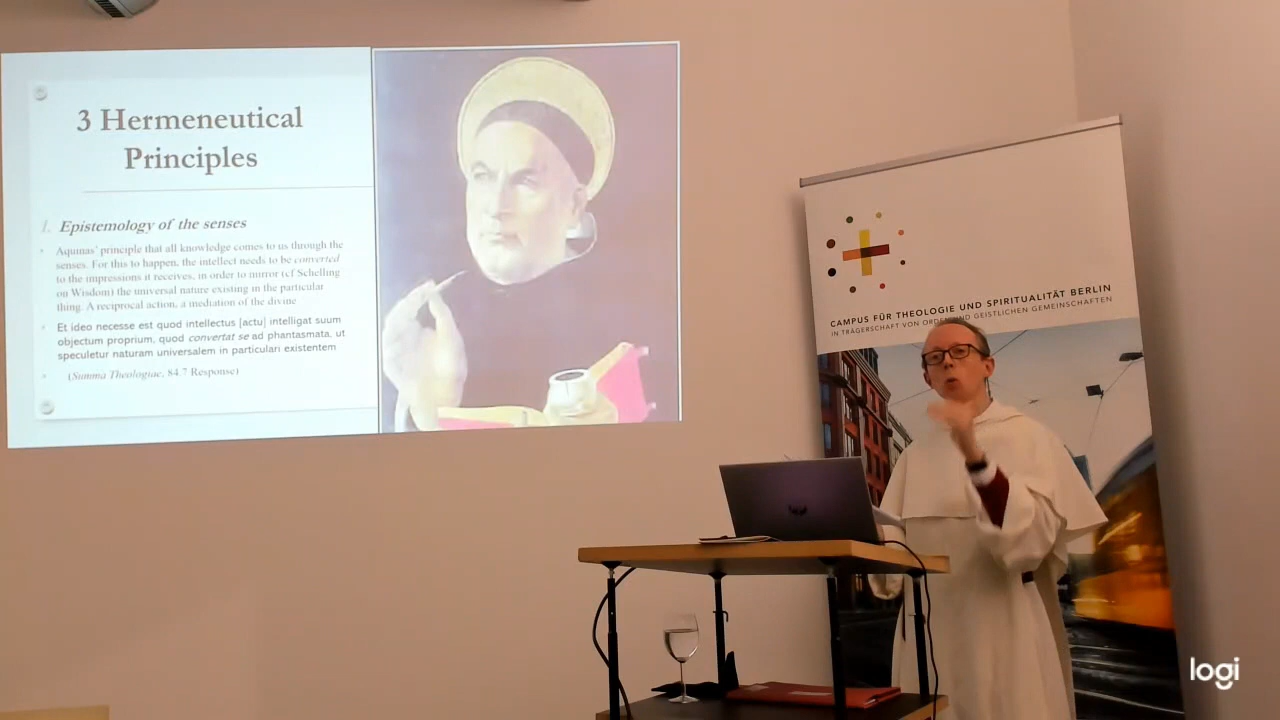 3 Hermeneutical
Principles
1. Epistemology of the senses
Aquinas' principle that all knowledge comes to us through the
senses. For this to happen, the intellect needs to be converted
to the impressions it receives, in order to mirror (cf Schelling
on Wisdom) the universal nature existing in the particular
thing. A reciprocal action, a mediation of the divine
Et ideo necesse est quod intellectus [actu] intelligat suum
objectum proprium, quod convertat se ad phantasmata, ut
speculetur naturam universalem in particulari existentem
(Summa Theologiae, 84.7 Response)
CAMPUS FÜR THEOLOGIE UND SPIRITUALITÄT BERLIN
IN TRÄGERSCHAFT VON ORDEN UND GEISTLICHEN GEMEINSCHAFTEN
logi